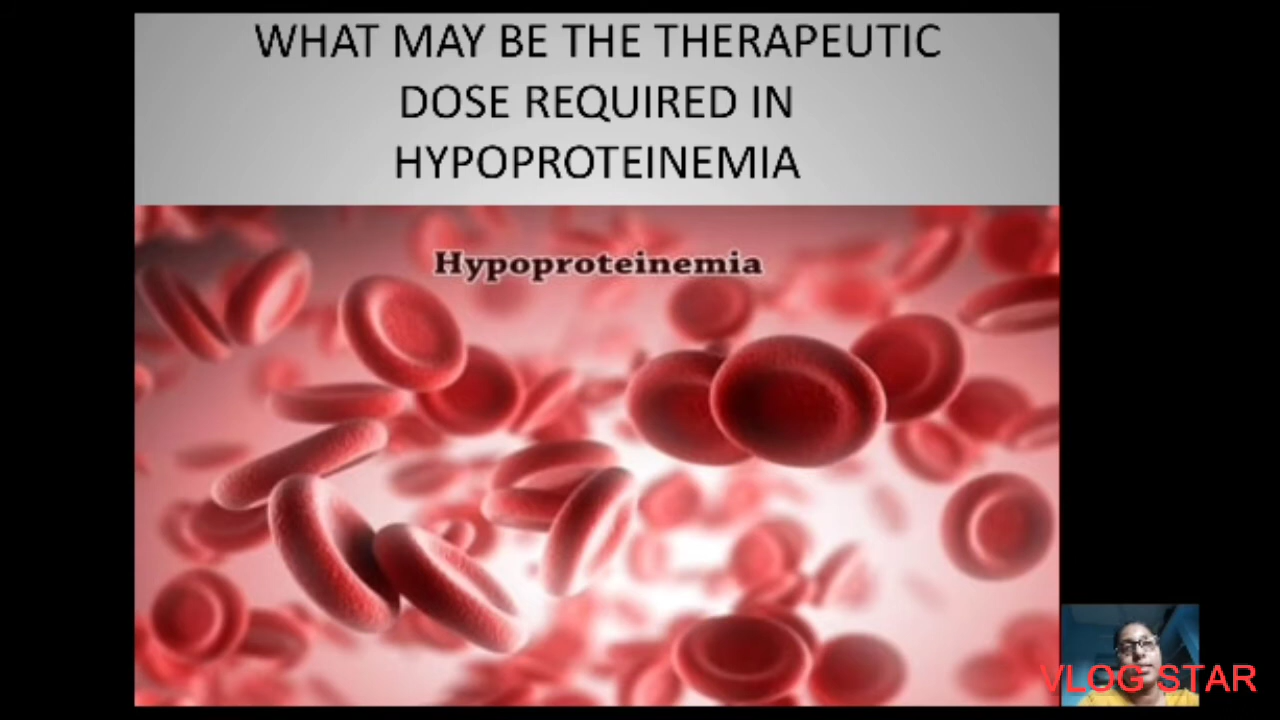 WHAT MAY BE THE THERAPEUTIC
DOSE REQUIRED IN
HYPOPROTEINEMIA
Hypoproteinemia
VLOG STAR